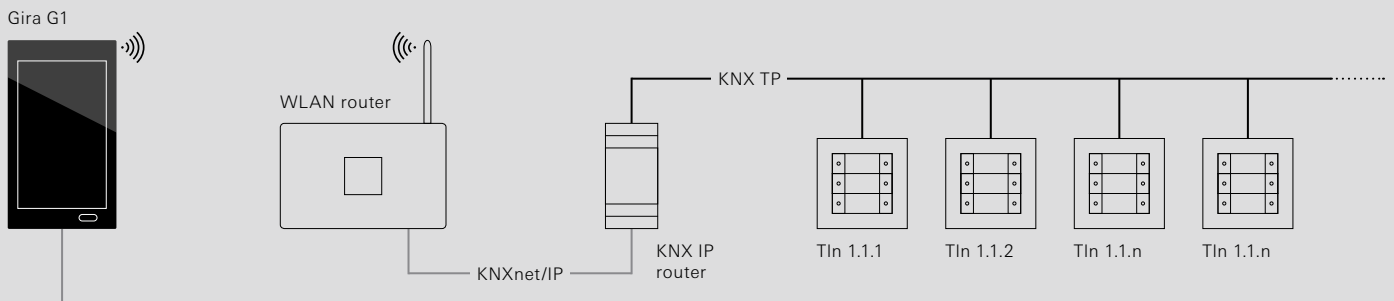 Gira G1
WLAN router
KNX TP
KNXnet/IP
KNX IP
router
Tln 1.1.1
Tln 1.1.2
Tln 1.1.n
Tln 1.1.n